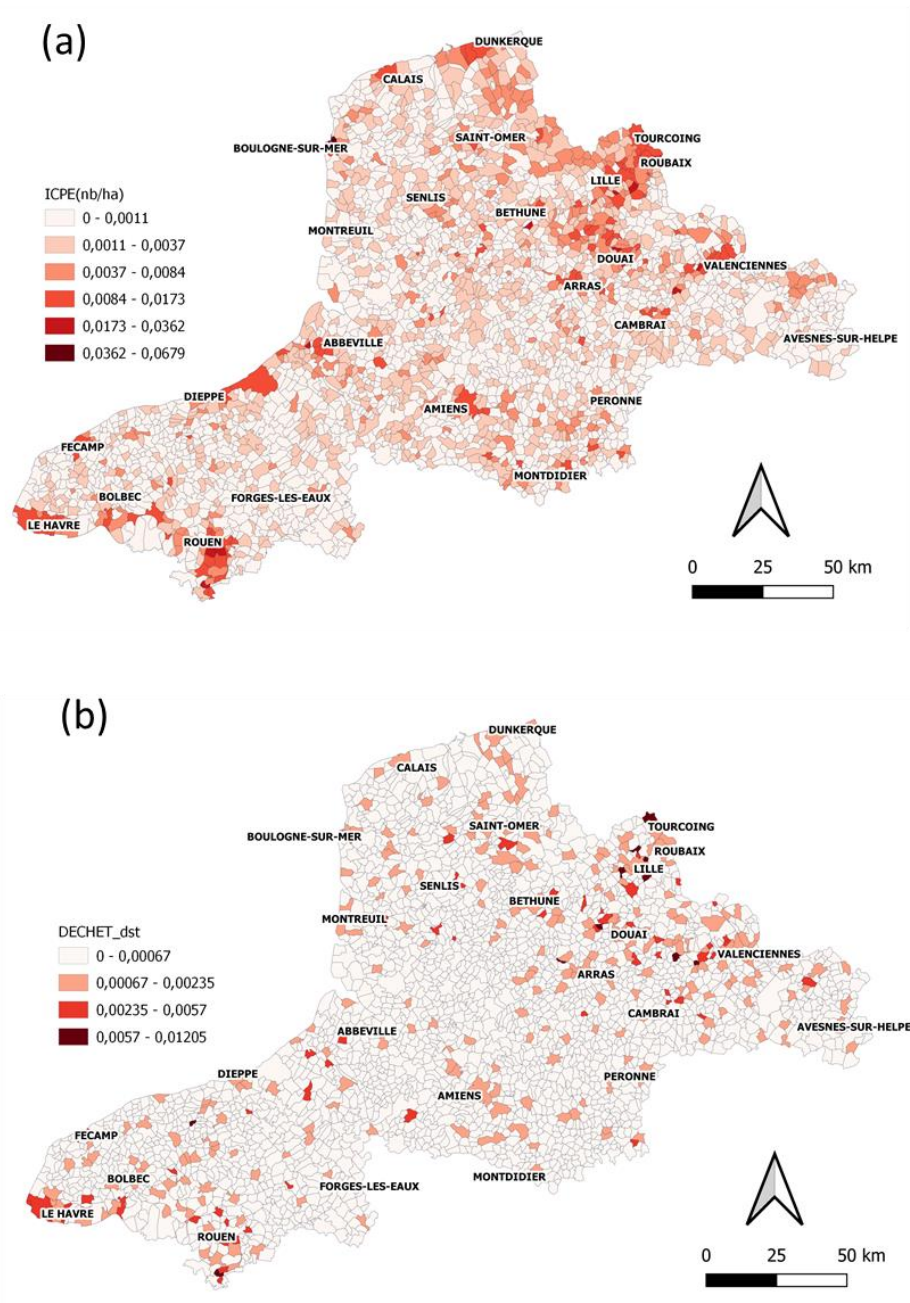 (a)
DUNKERQUE
CALAIS
SAINT-OMER
TOURCOING
BOULOGNE-SUR-MER
ROUBAIX
LILLE
ICPE(nb/ha)
0 - 0,0011
0,0011 - 0,0037
0,0037 - 0,0084
0,0084 - 0,0173
0,0173 - 0,0362
0,0362 - 0,0679
SENLIS
BETHUNE
MONTREUIL
DOUAI
VALENCIENNES
ARRAS
CAMBRAI
AVESNES-SUR-HELPE
ABBEVILLE
DIEPPE
PERONNE
AMIENS
FECAMP
MONTDIDIER
BOLBEC
FORGES-LES-EAUX
LE HAVRE
ROUEN
0 25 50 km
(b)
DUNKERQUE
CALAIS
SAINT-OMER
TOURCOING
BOULOGNE-SUR-MER
ROUBAIX
LILLE
SENLIS
BETHUNE
MONTREUIL
DECHET_dst
0 - 0,00067
0,00067 - 0,00235
0,00235 - 0,0057
0,0057 - 0,01205
DOUAI
VALENCIENNES
ARRAS
CAMBRAI
AVESNES-SUR-HELPE
ABBEVILLE
DIEPPE
PERONNE
AMIENS
FECAMP
MONTDIDIER
BOLBEC
FORGES-LES-EAUX
LE HAVRE
ROUEN
0 25 50 km